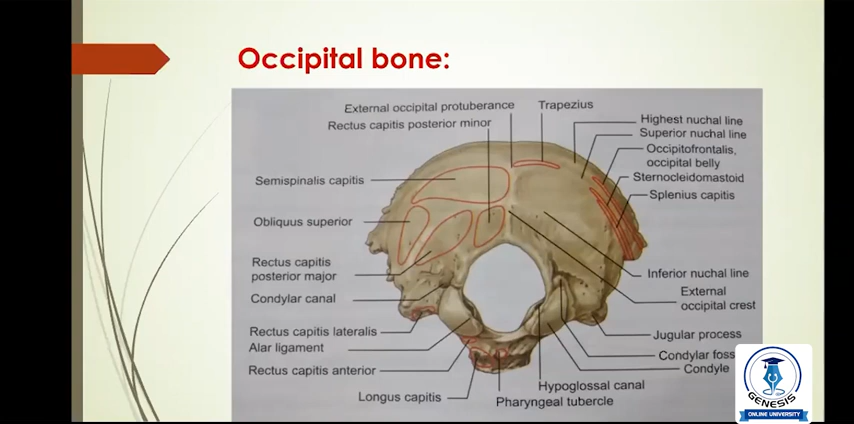 Occipital bone:
External occipital protuberance
Trapezius
Rectus capitis posterior minor
Highest nuchal line
Superior nuchal line
Occipitofrontalis,
occipital belly
Sternocleidomastoid
Splenius capitis
Semispinalis capitis
Obliquus superior
Rectus capitis
posterior major
Condylar canal
Inferior nuchal line
External
occipital crest
Rectus capitis lateralis
Alar ligament
Rectus capitis anterior
Longus capitis
Jugular process
Condylar foss
Condyle
Hypoglossal canal
Pharyngeal tubercle
GENESIS
ONLINE UNIVERSITY